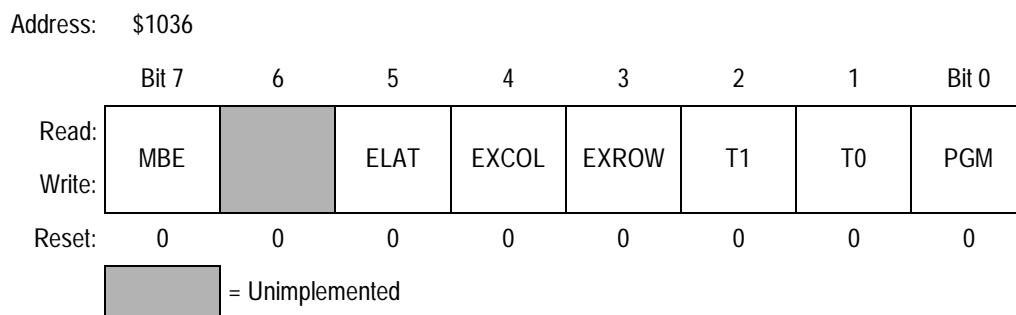 Address: $1036
Bit 7 6 5 4 3 2 1 Bit 0
Read:
MBE ELAT EXCOL EXROW T1 T0 PGM
Write:
Reset: 0 0 0 0 0 0 0 0
= Unimplemented